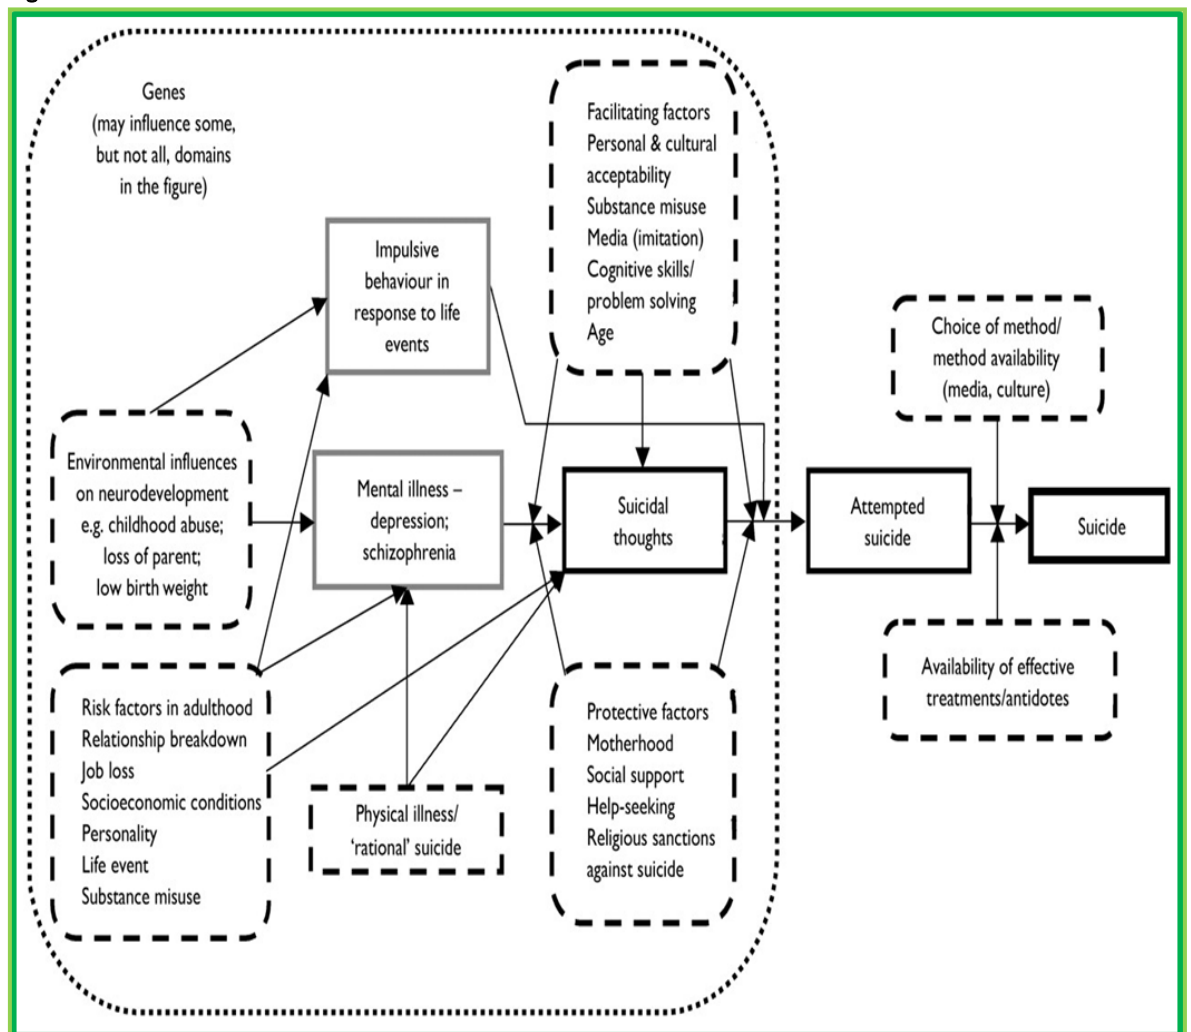 Genes
(may influence some,
but not all, domains
in the figure)
Facilitating factors
Personal & cultural
acceptability
Substance misuse
Media (imitation)
Cognitive skills/
problem solving
Age
Impulsive
behaviour in
response to life
events
Choice of method/
method availability
(media, culture)
Environmental influences
on neurodevelopment
e.g. childhood abuse;
loss of parent;
low birth weight
Mental illness –
depression;
schizophrenia
Suicidal
thoughts
Attempted
suicide
Suicide
Risk factors in adulthood
Relationship breakdown
Job loss
Socioeconomic conditions
Personality
Life event
Substance misuse
Physical illness/
‘rational’ suicide
Protective factors
Motherhood
Social support
Help-seeking
Religious sanctions
against suicide
Availability of effective
treatments/antidotes